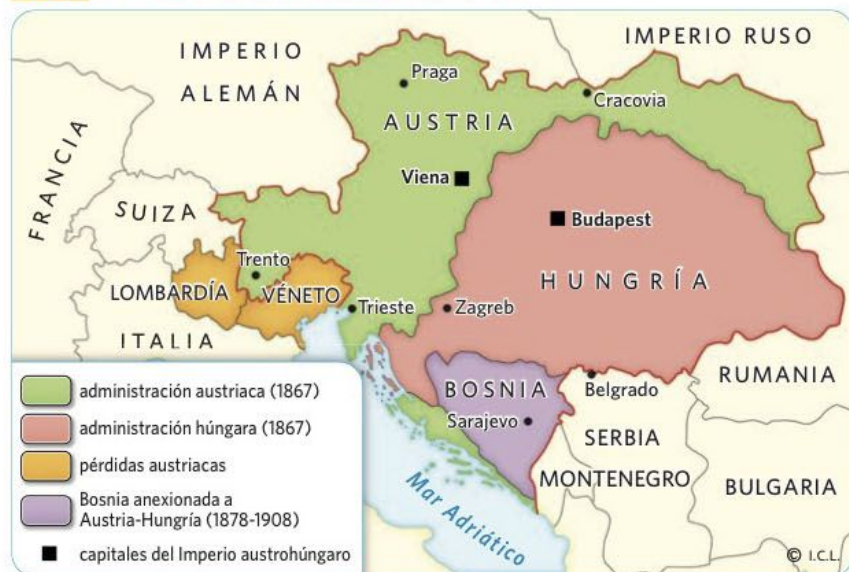 IMPERIO
ALEMÁN
IMPERIO RUSO
Praga
Cracovia
AUSTRIA
FRANCIA
Viena
SUIZA
Budapest
Trento
HUNGRÍA
LOMBARDÍA
VÉNETO
Trieste
Zagreb
ITALIA
BOSNIA
Belgrado
RUMANIA
Sarajevo
SERBIA
MONTENEGRO
BULGARIA
Mar Adriático
administración austriaca (1867)
administración húngara (1867)
pérdidas austriacas
Bosnia anexionada a
Austria-Hungría (1878-1908)
capitales del Imperio austrohúngaro
© I.C.L.